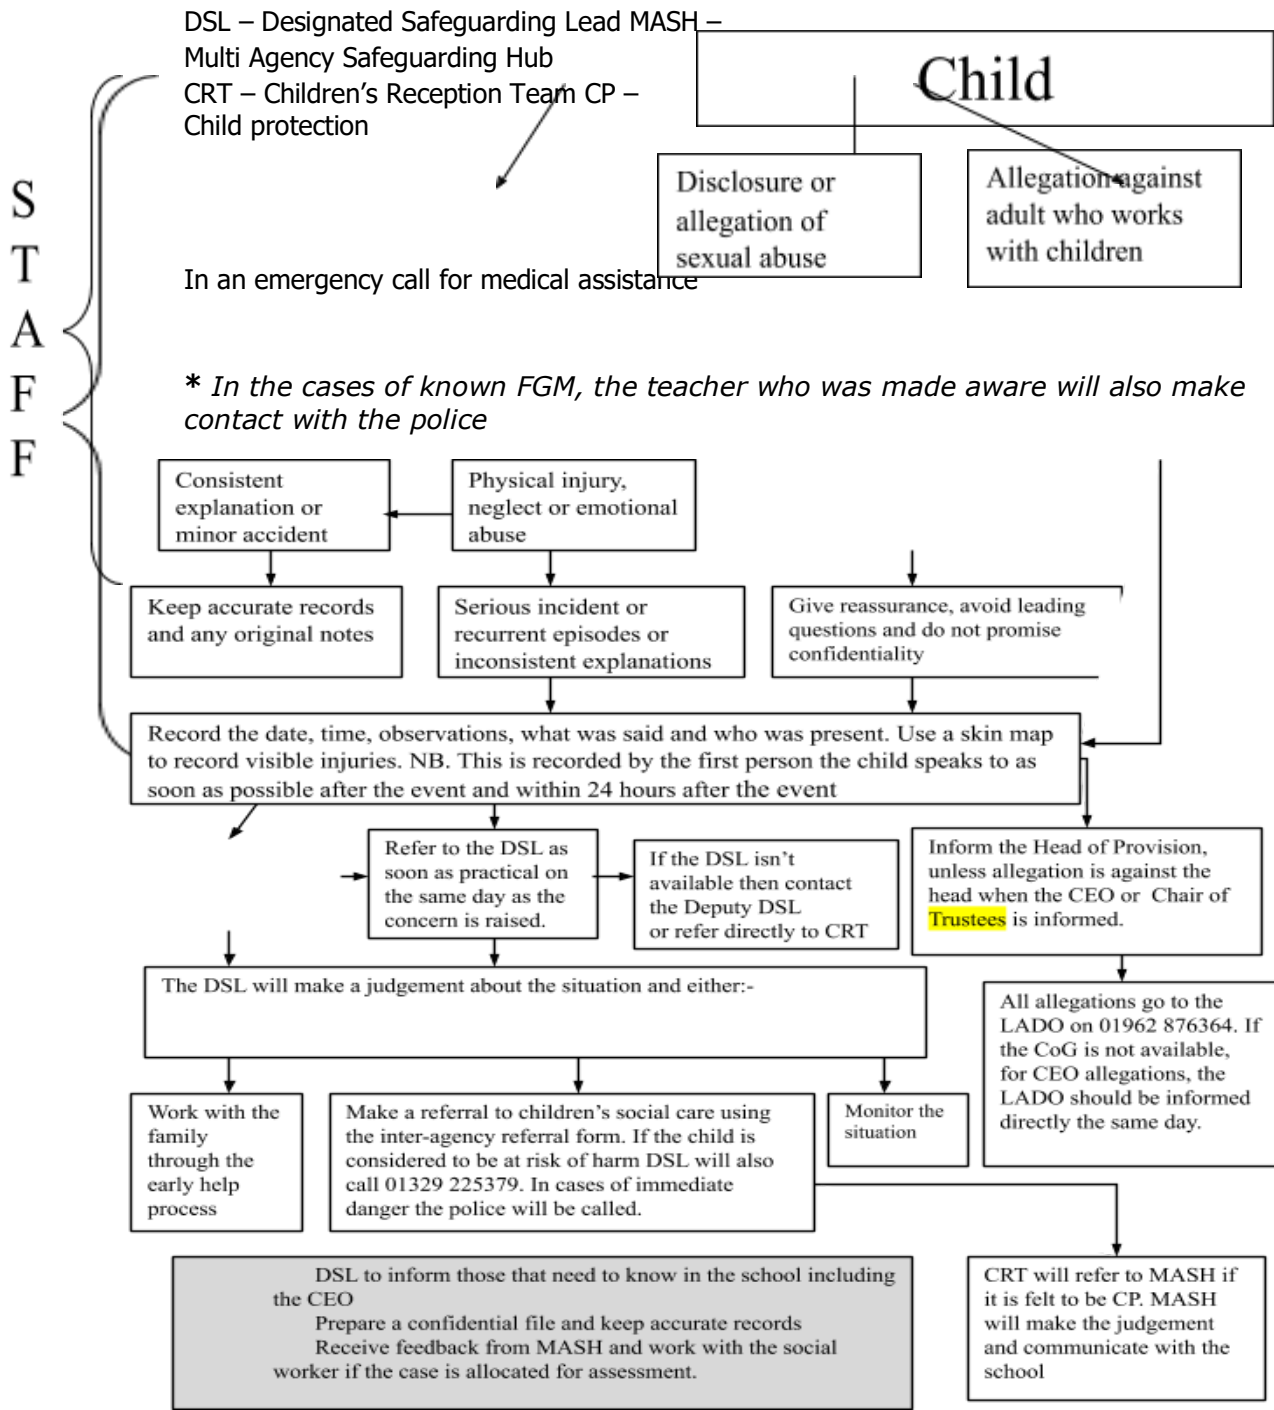 DSL – Designated Safeguarding Lead MASH –
Multi Agency Safeguarding Hub
CRT – Children's Reception Team CP –
Child protection
Child
Disclosure or
allegation of
sexual abuse
Allegation against
adult who works
with children
S
T
A
F
F
In an emergency call for medical assistance
* In the cases of known FGM, the teacher who was made aware will also make
contact with the police
Consistent
explanation or
minor accident
Physical injury,
neglect or emotional
abuse
Keep accurate records
and any original notes
Serious incident or
recurrent episodes or
inconsistent explanations
Give reassurance, avoid leading
questions and do not promise
confidentiality
Record the date, time, observations, what was said and who was present. Use a skin map
to record visible injuries. NB. This is recorded by the first person the child speaks to as
soon as possible after the event and within 24 hours after the event
Refer to the DSL as
soon as practical on
the same day as the
concern is raised.
If the DSL isn't
available then contact
the Deputy DSL
or refer directly to CRT
Inform the Head of Provision,
unless allegation is against the
head when the CEO or Chair of
Trustees is informed.
The DSL will make a judgement about the situation and either:-
All allegations go to the
LADO on 01962 876364. If
the CoG is not available,
for CEO allegations, the
LADO should be informed
directly the same day.
Work with the
family
through the
early help
process
Make a referral to children's social care using
the inter-agency referral form. If the child is
considered to be at risk of harm DSL will also
call 01329 225379. In cases of immediate
danger the police will be called.
Monitor the
situation
DSL to inform those that need to know in the school including
the CEO
Prepare a confidential file and keep accurate records
Receive feedback from MASH and work with the social
worker if the case is allocated for assessment.
CRT will refer to MASH if
it is felt to be CP. MASH
will make the judgement
and communicate with the
school